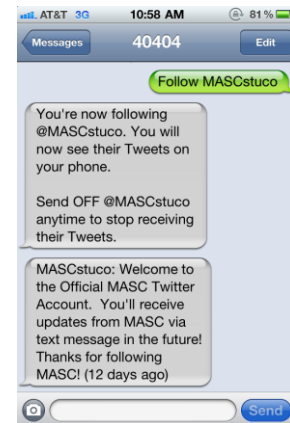 AT&T 3G 10:58 AM 81%
Messages 40404 Edit
Follow MASCstuco
You're now following
@MASCstuco. You will
now see their Tweets on
your phone.
Send OFF @MASCstuco
anytime to stop receiving
their Tweets.
MASCstuco: Welcome to
the Official MASC Twitter
Account. You'll receive
updates from MASC via
text message in the future!
Thanks for following
MASC! (12 days ago)
Send